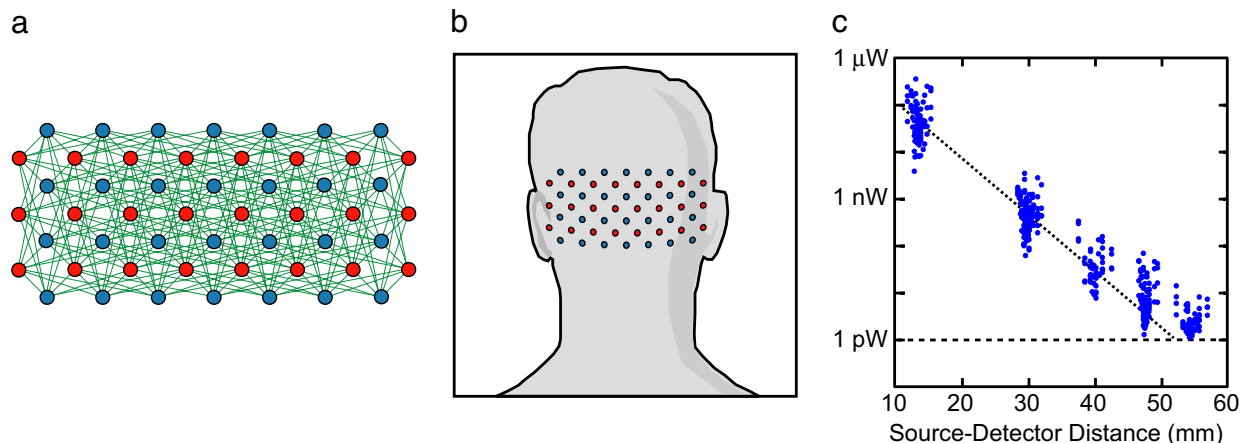 a
b
c
1 μW
1 nW
1 pW
10 20 30 40 50 60
Source-Detector Distance (mm)